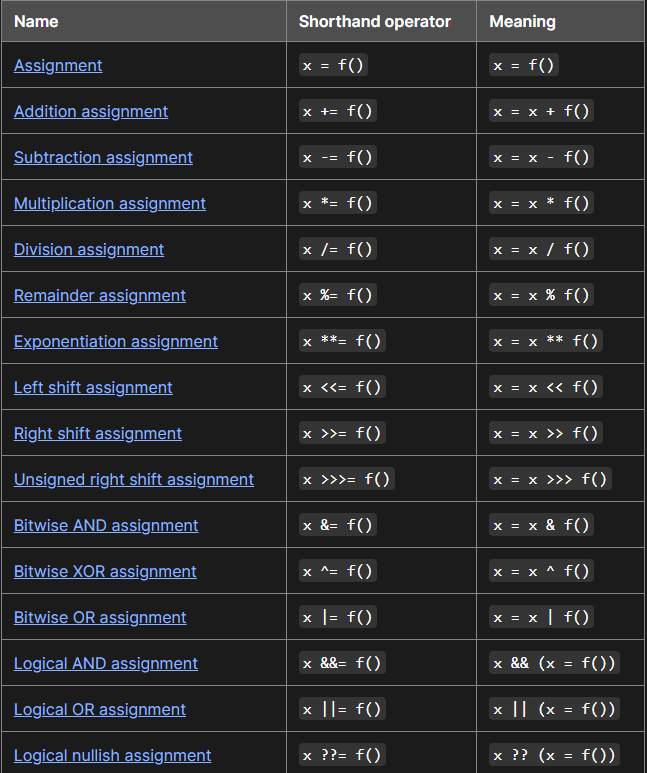 Name Shorthand operator Meaning
Assignment x = f() x = f()
Addition assignment x += f() x = x + f()
Subtraction assignment x -= f() x = x - f()
Multiplication assignment x *= f() x = x * f()
Division assignment x /= f() x = x / f()
Remainder assignment x %= f() x = x % f()
Exponentiation assignment x **= f() x = x ** f()
Left shift assignment x <<= f() x = x << f()
Right shift assignment x >>= f() x = x >> f()
Unsigned right shift assignment x >>>= f() x = x >>> f()
Bitwise AND assignment x &= f() x = x & f()
Bitwise XOR assignment x ^= f() x = x ^ f()
Bitwise OR assignment x |= f() x = x | f()
Logical AND assignment x &&= f() x && (x = f())
Logical OR assignment x ||= f() x || (x = f())
Logical nullish assignment x ??= f() x ?? (x = f())